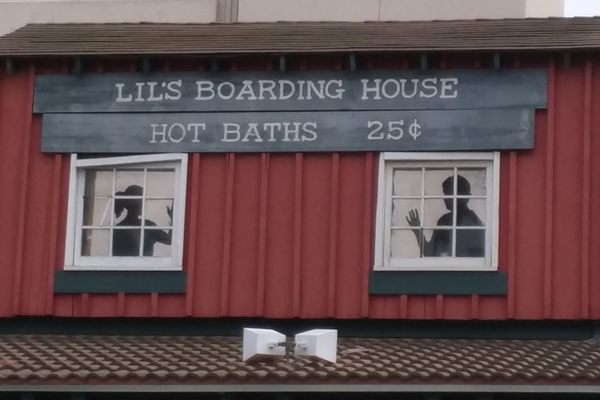 LIL'S BOARDING HOUSE
HOT BATHS 25¢